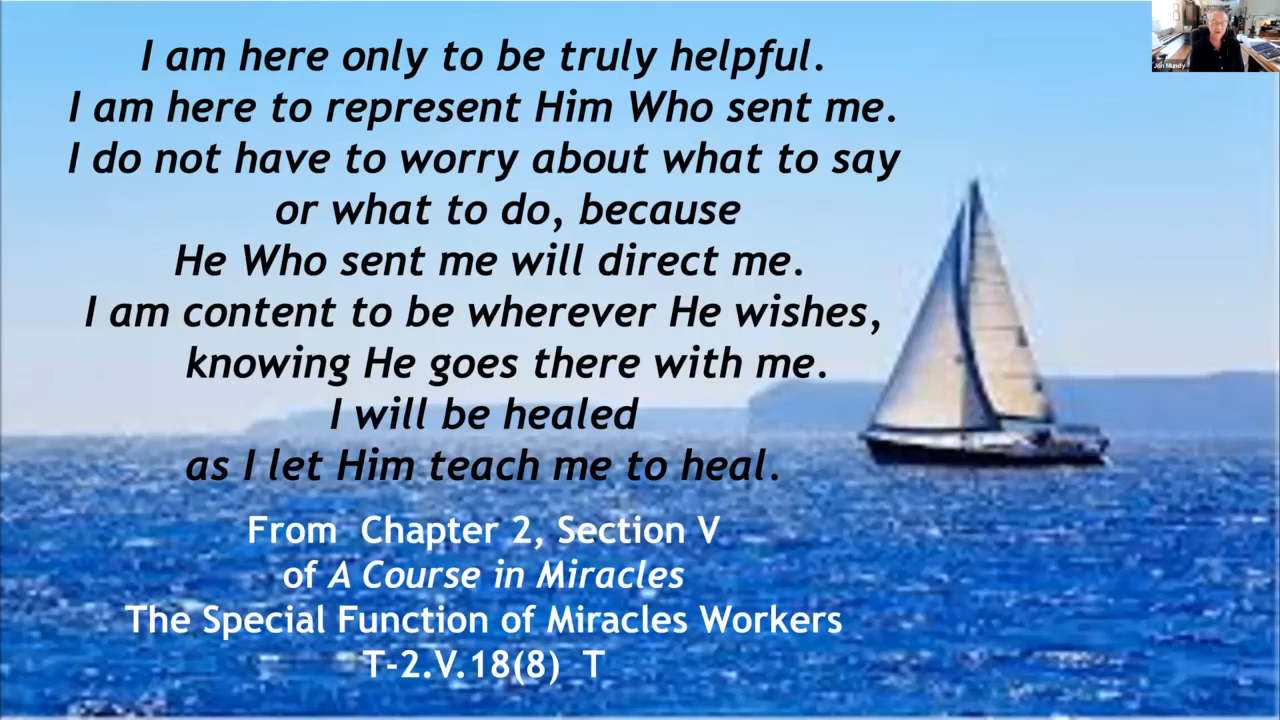 I am here only to be truly helpful.
I am here to represent Him Who sent me.
I do not have to worry about what to say
or what to do, because
He Who sent me will direct me.
I am content to be wherever He wishes,
knowing He goes there with me.
I will be healed
as I let Him teach me to heal.
From Chapter 2, Section V
of A Course in Miracles
The Special Function of Miracles Workers
T-2.V.18(8) T
Jon Mundy